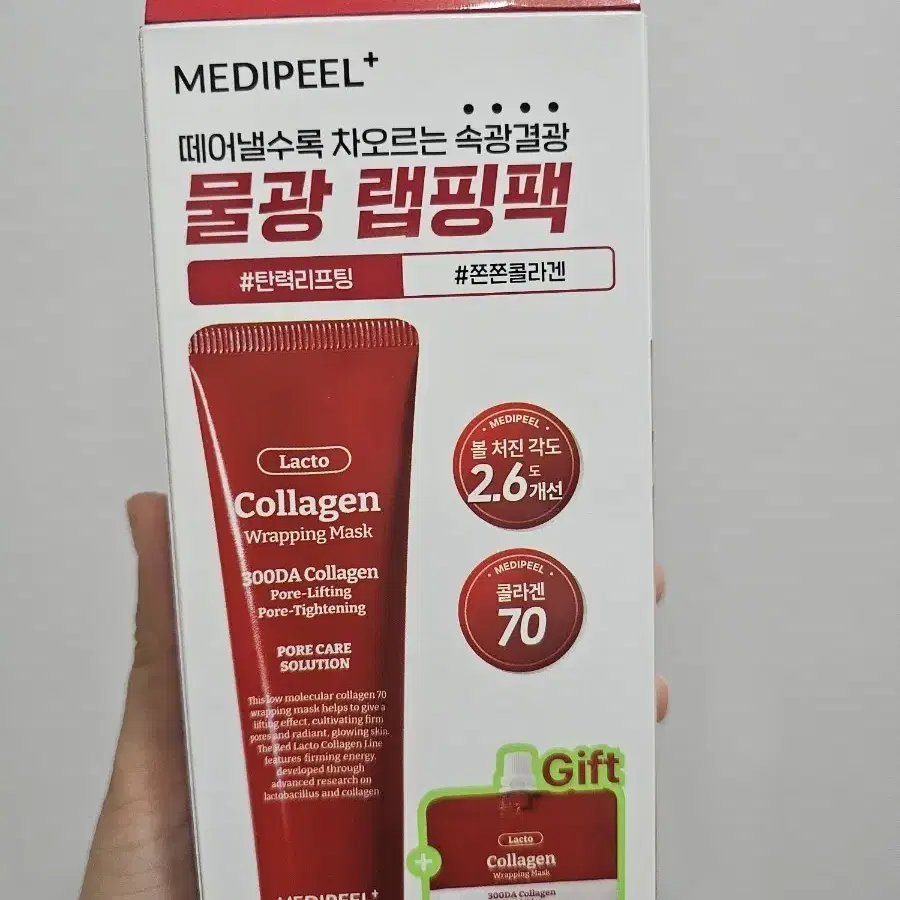 MEDIPEEL+
떼어낼수록 차오르는 속광결광
물광 랩핑팩
#탄력리프팅 #쫀쫀콜라겐
Lacto
Collagen
Wrapping Mask
300DA Collagen
Pore-Lifting
Pore-Tightening
PORE CARE
SOLUTION
This low molecular collagen 70
wrapping mask helps to give a
lifting effect, cultivating firm
pores and radiant, glowing skin.
The Red Lacto Collagen Line
features firming energy,
developed through
advanced research on
lactobacillus and collagen
MEDIPEEL+
MEDIPEEL
볼 처진 각도
2.6도 개선
MEDIPEEL
콜라겐
70
Gift
+
Lacto
Collagen
Wrapping Mask
300DA Collagen